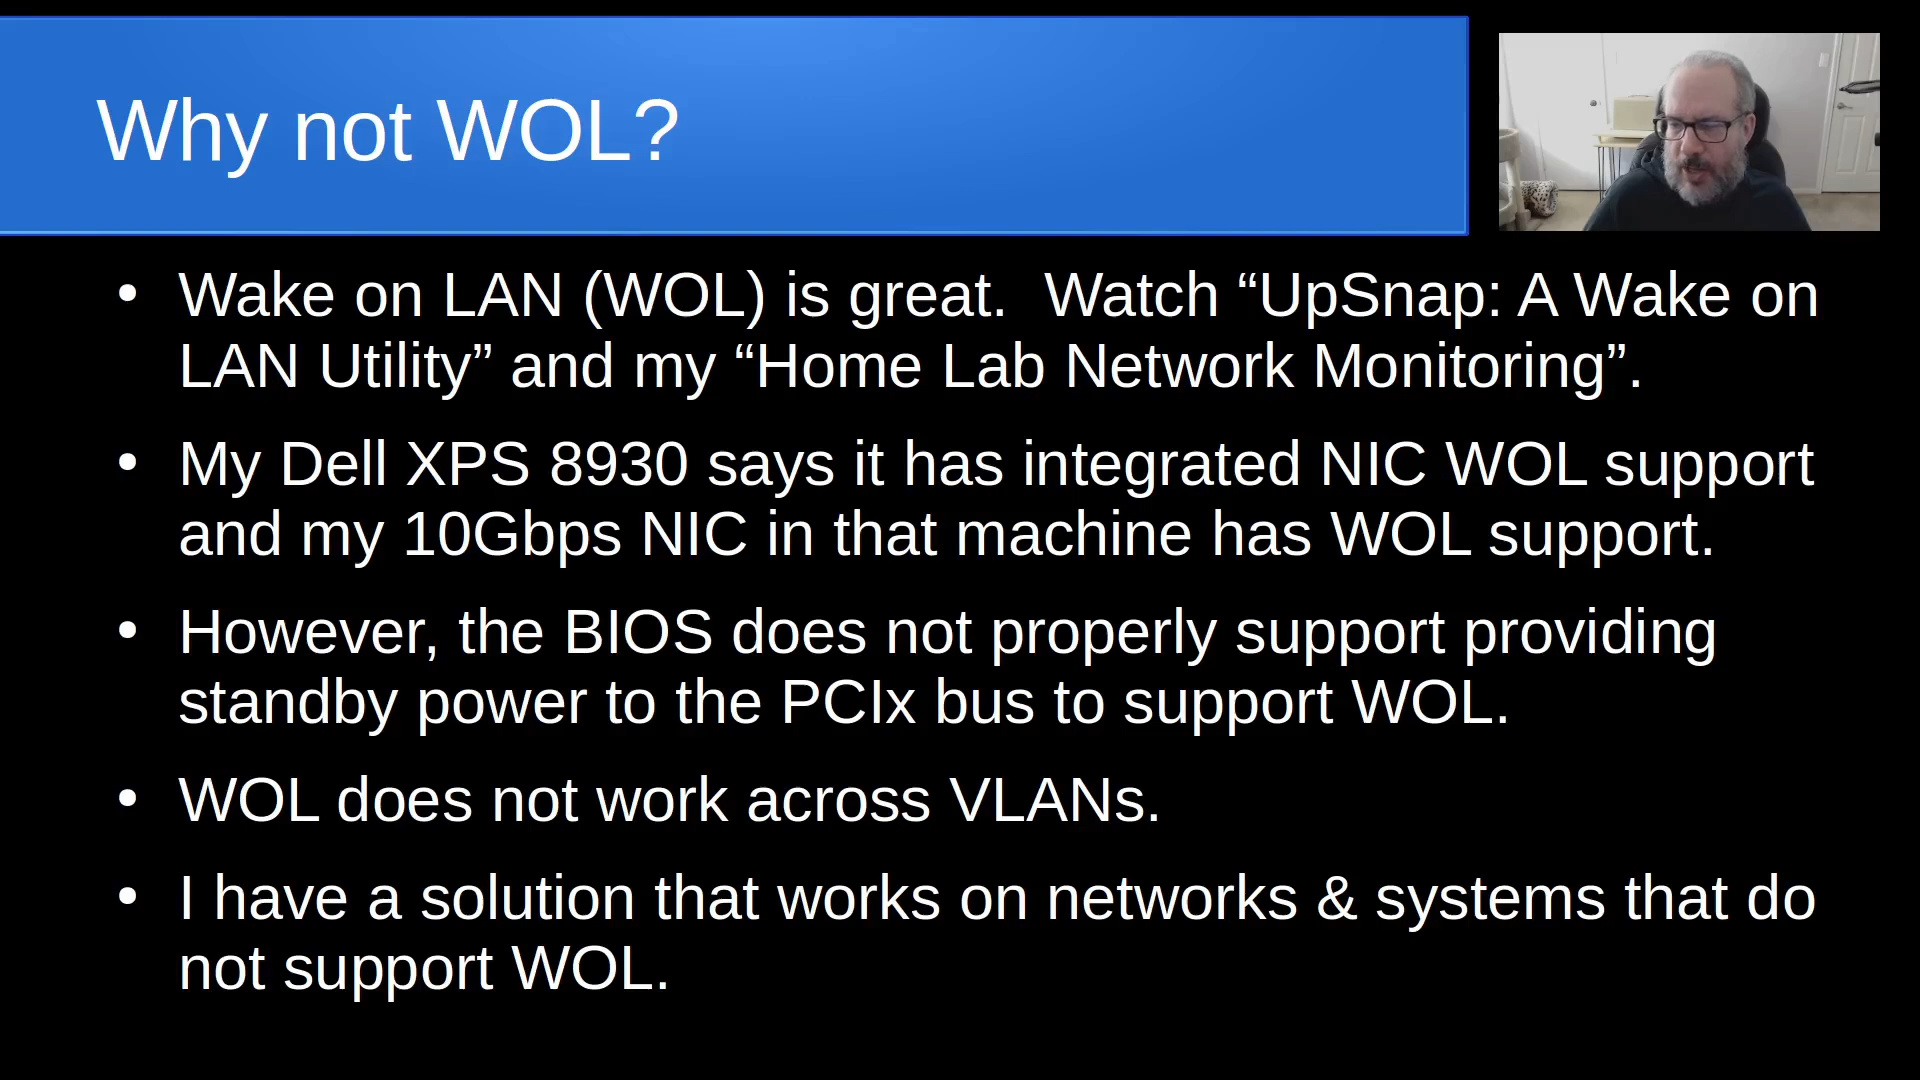 Why not WOL?
• Wake on LAN (WOL) is great.  Watch “UpSnap: A Wake on
LAN Utility” and my “Home Lab Network Monitoring”.
• My Dell XPS 8930 says it has integrated NIC WOL support
and my 10Gbps NIC in that machine has WOL support.
• However, the BIOS does not properly support providing
standby power to the PCIx bus to support WOL.
• WOL does not work across VLANs.
• I have a solution that works on networks & systems that do
not support WOL.